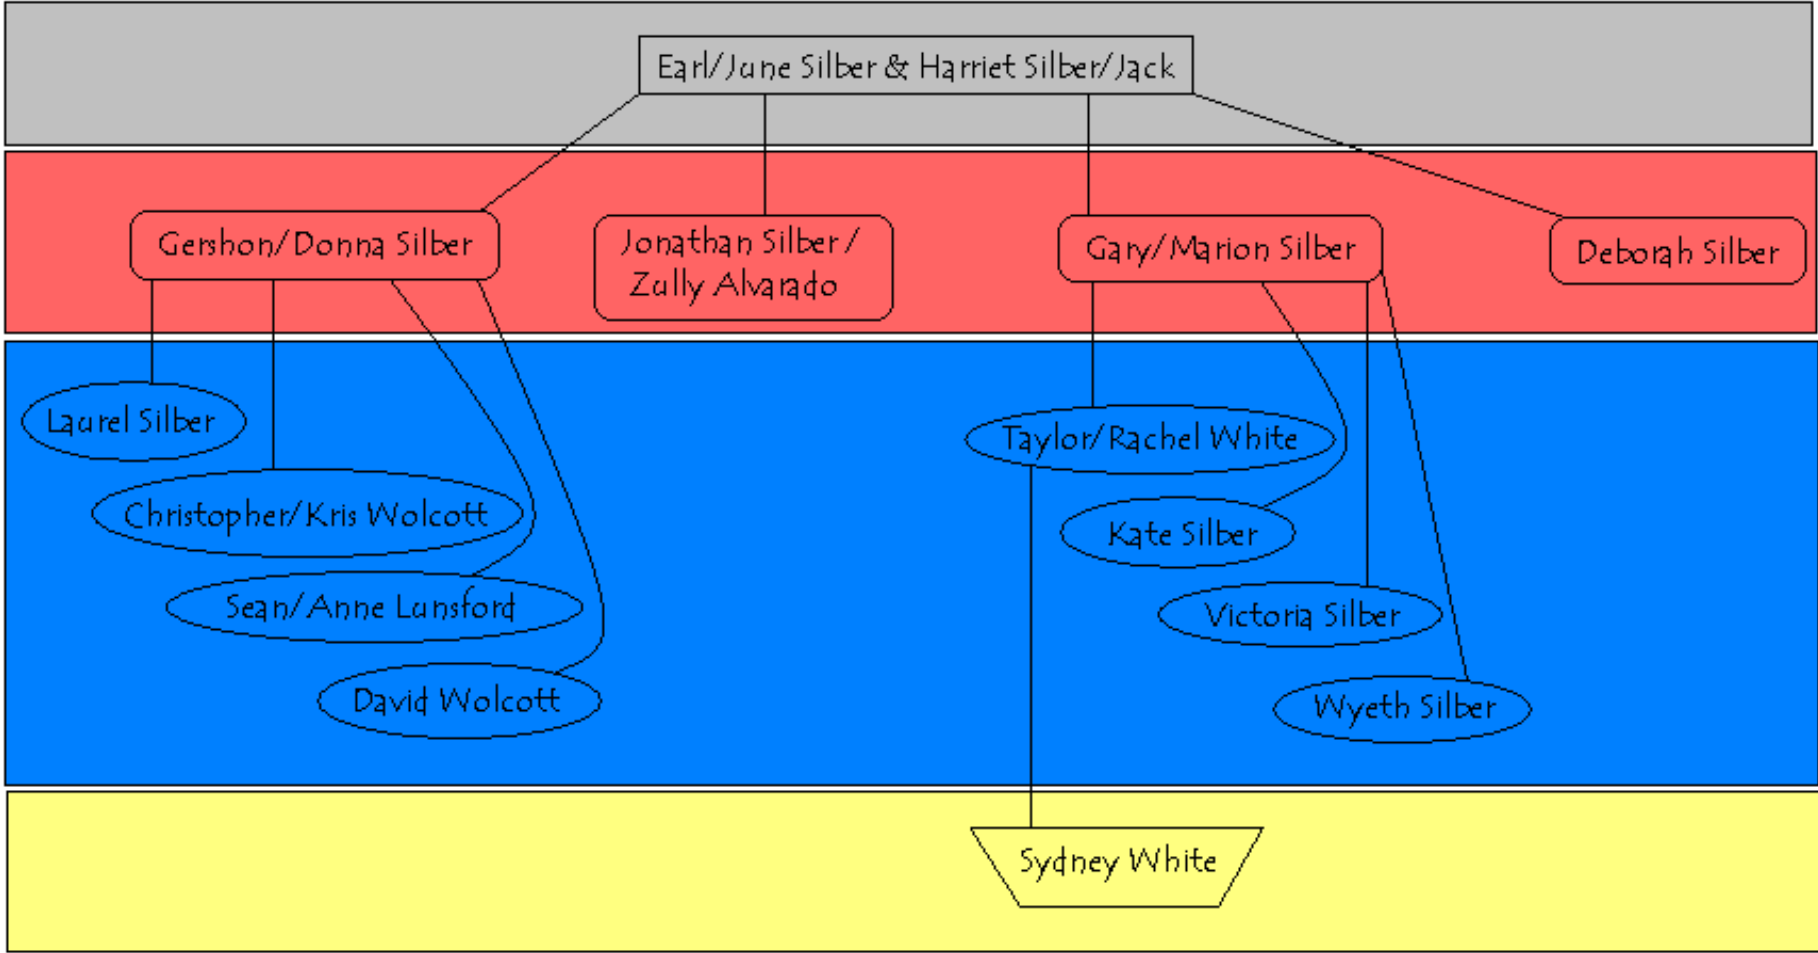 Earl/June Silber & Harriet Silber/Jack
Gershon/Donna Silber
Jonathan Silber/
Zully Alvarado
Gary/Marion Silber
Deborah Silber
Laurel Silber
Christopher/Kris Wolcott
Sean/Anne Lunsford
David Wolcott
Taylor/Rachel White
Kate Silber
Victoria Silber
Wyeth Silber
Sydney White